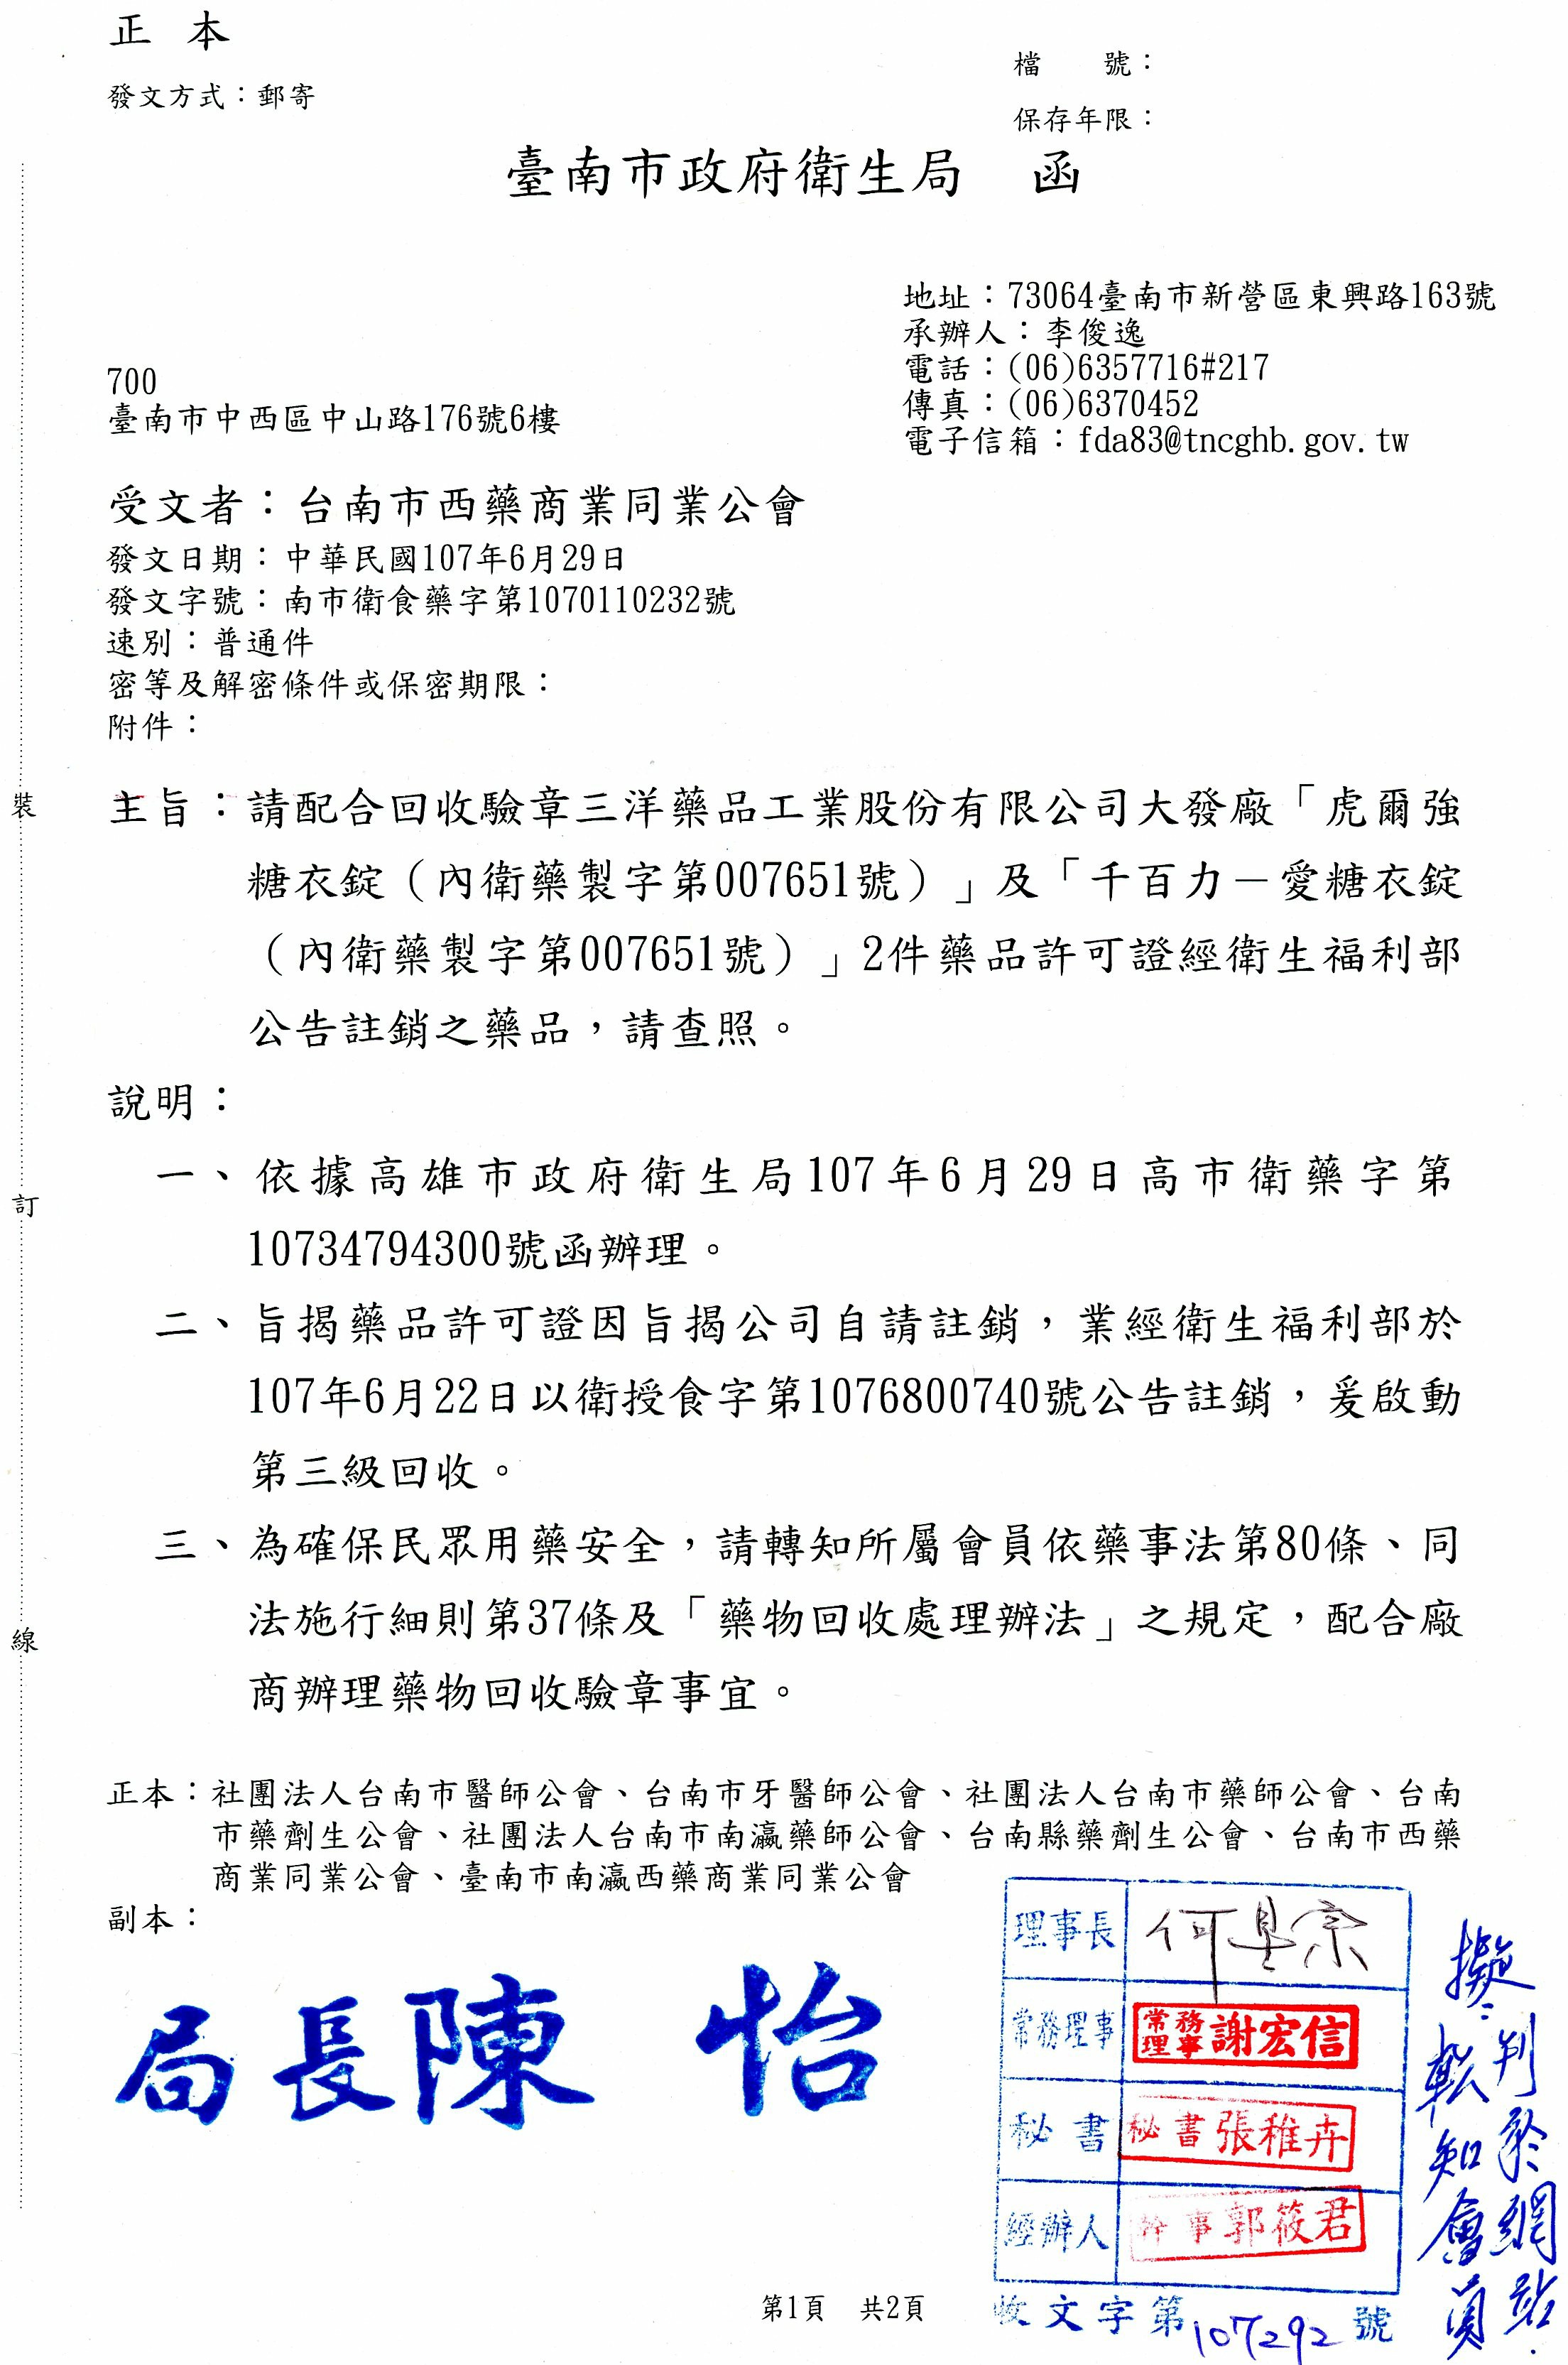 正本
發文方式：郵寄
檔　　號：
保存年限：
臺南市政府衛生局　函
地址：73064臺南市新營區東興路163號
承辦人：李俊逸
電話：(06)6357716#217
傳真：(06)6370452
電子信箱：fda83@tncghb.gov.tw
700
臺南市中西區中山路176號6樓
受文者：台南市西藥商業同業公會
發文日期：中華民國107年6月29日
發文字號：南市衛食藥字第1070110232號
速別：普通件
密等及解密條件或保密期限：
附件：
主旨：請配合回收驗章三洋藥品工業股份有限公司大發廠「虎爾強
糖衣錠（內衛藥製字第007651號）」及「千百力－愛糖衣錠
（內衛藥製字第007651號）」2件藥品許可證經衛生福利部
公告註銷之藥品，請查照。
說明：
一、依據高雄市政府衛生局107年6月29日高市衛藥字第
10734794300號函辦理。
二、旨揭藥品許可證因旨揭公司自請註銷，業經衛生福利部於
107年6月22日以衛授食字第1076800740號公告註銷，爰啟動
第三級回收。
三、為確保民眾用藥安全，請轉知所屬會員依藥事法第80條、同
法施行細則第37條及「藥物回收處理辦法」之規定，配合廠
商辦理藥物回收驗章事宜。
正本：社團法人台南市醫師公會、台南市牙醫師公會、社團法人台南市藥師公會、台南
市藥劑生公會、社團法人台南市南瀛藥師公會、台南縣藥劑生公會、台南市西藥
商業同業公會、臺南市南瀛西藥商業同業公會
副本：
局長陳　怡
理事長
常務理事　常務理事謝宏信
秘書　秘書張稚卉
經辦人　幹事郭筱君
收文字第107292號
擬:轉知會員
刊於網站.
第1頁　共2頁
裝
訂
線